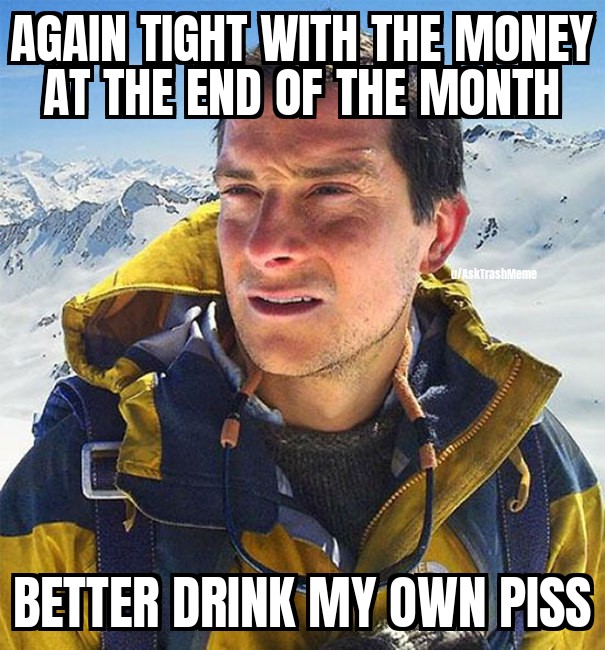 AGAIN TIGHT WITH THE MONEY
AT THE END OF THE MONTH
u/AskTrashMeme
BETTER DRINK MY OWN PISS